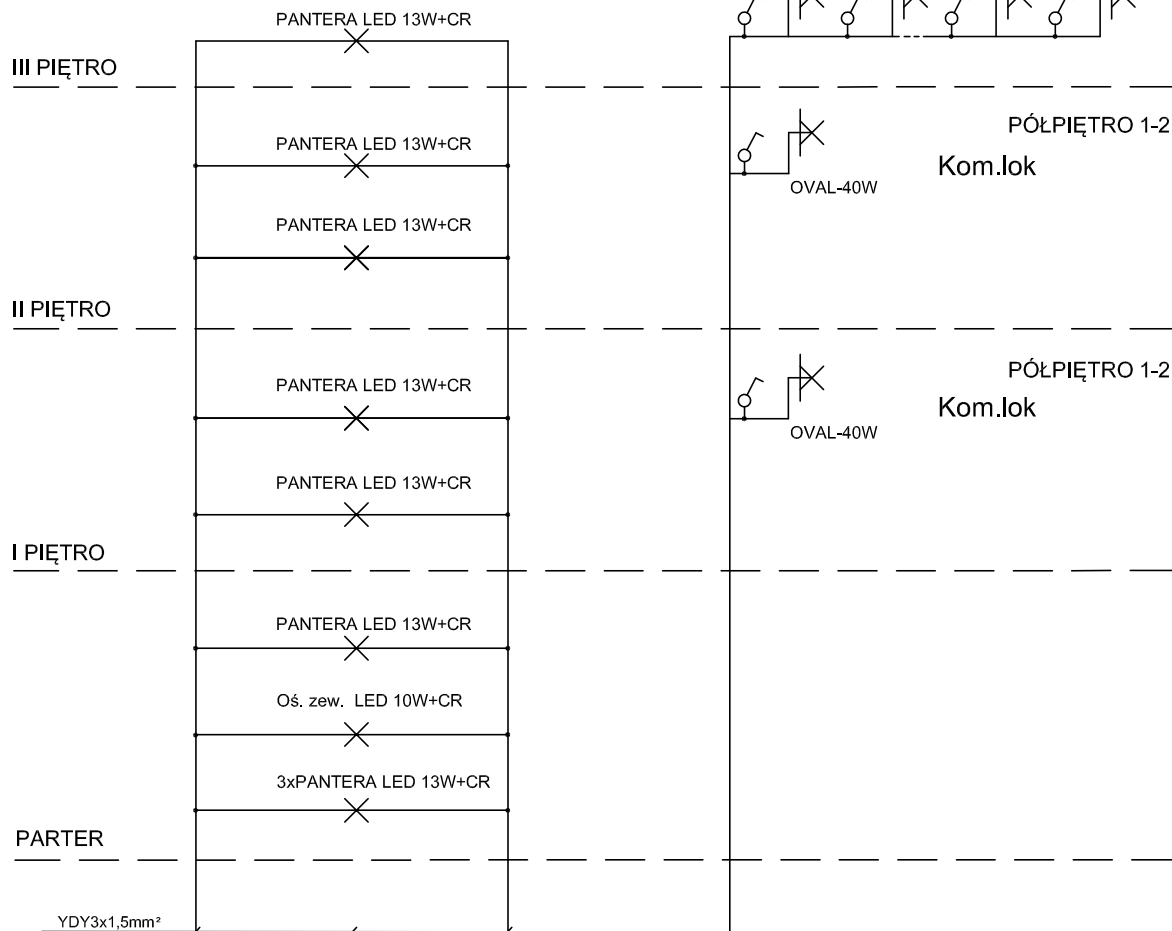 PANTERA LED 13W+CR
III PIĘTRO
PÓŁPIĘTRO 1-2
PANTERA LED 13W+CR
Kom.lok
OVAL-40W
PANTERA LED 13W+CR
II PIĘTRO
PÓŁPIĘTRO 1-2
PANTERA LED 13W+CR
Kom.lok
OVAL-40W
PANTERA LED 13W+CR
I PIĘTRO
PANTERA LED 13W+CR
Oś. zew. LED 10W+CR
3xPANTERA LED 13W+CR
PARTER
YDY3x1,5mm²